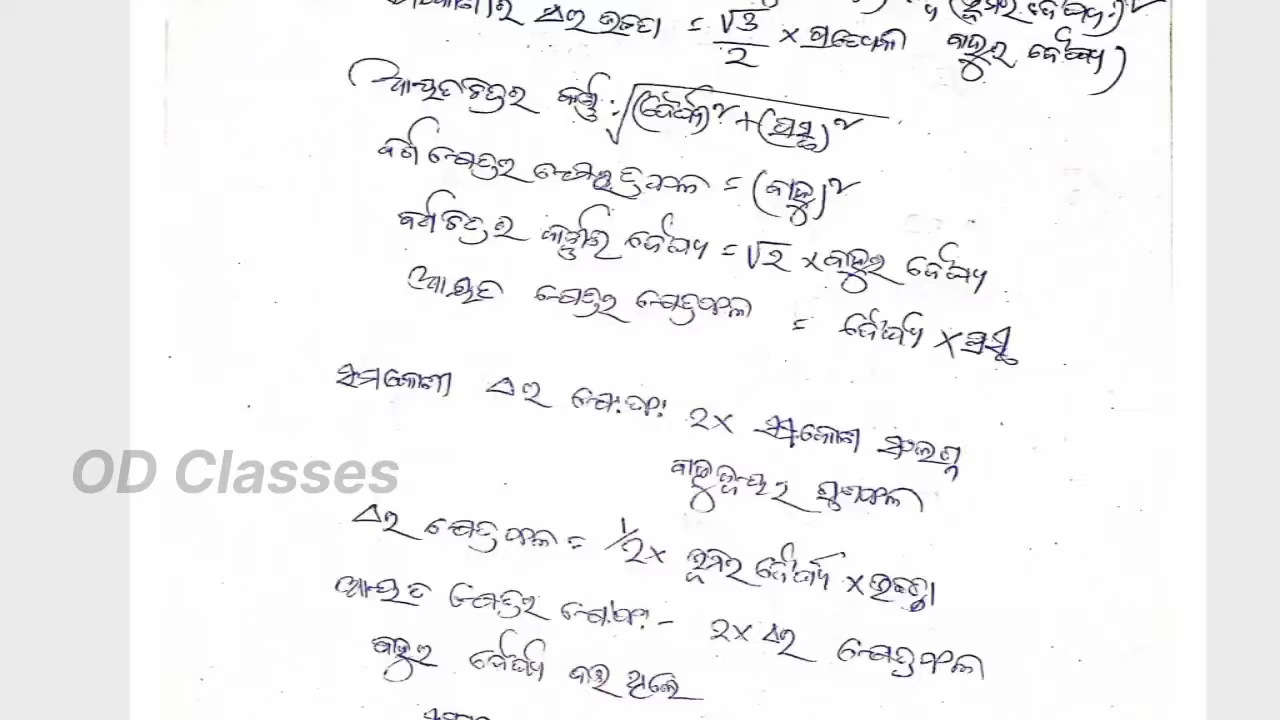 ର Δର ଉଚ୍ଚତା = √3/2 × ପ୍ରତ୍ୟେକ ବାହୁର ଦୈର୍ଘ୍ୟ)
ଆୟତଚିତ୍ରର କର୍ଣ୍ଣ = √(ଦୈର୍ଘ୍ୟ)² + (ପ୍ରସ୍ଥ)²
ବର୍ଗ କ୍ଷେତ୍ରର କ୍ଷେତ୍ରଫଳ = (ବାହୁ)²
ବର୍ଗଚିତ୍ରର କର୍ଣ୍ଣର ଦୈର୍ଘ୍ୟ = √2 × ବାହୁର ଦୈର୍ଘ୍ୟ
ଆୟତ କ୍ଷେତ୍ରର କ୍ଷେତ୍ରଫଳ = ଦୈର୍ଘ୍ୟ × ପ୍ରସ୍ଥ
ସମକୋଣୀ Δର କ୍ଷେ:ଫ: 2× ସମକୋଣ ସଂଲଗ୍ନ
ବାହୁଦ୍ୱୟର ଗୁଣଫଳ
OD Classes
Δର କ୍ଷେତ୍ରଫଳ = 1/2 × ଭୂମିର ଦୈର୍ଘ୍ୟ × ଉଚ୍ଚତା
ଆୟତ କ୍ଷେତ୍ରର କ୍ଷେ:ଫ: - 2× Δର କ୍ଷେତ୍ରଫଳ
ବାହୁର ଦୈର୍ଘ୍ୟ ଦଉ ଥିଲେ